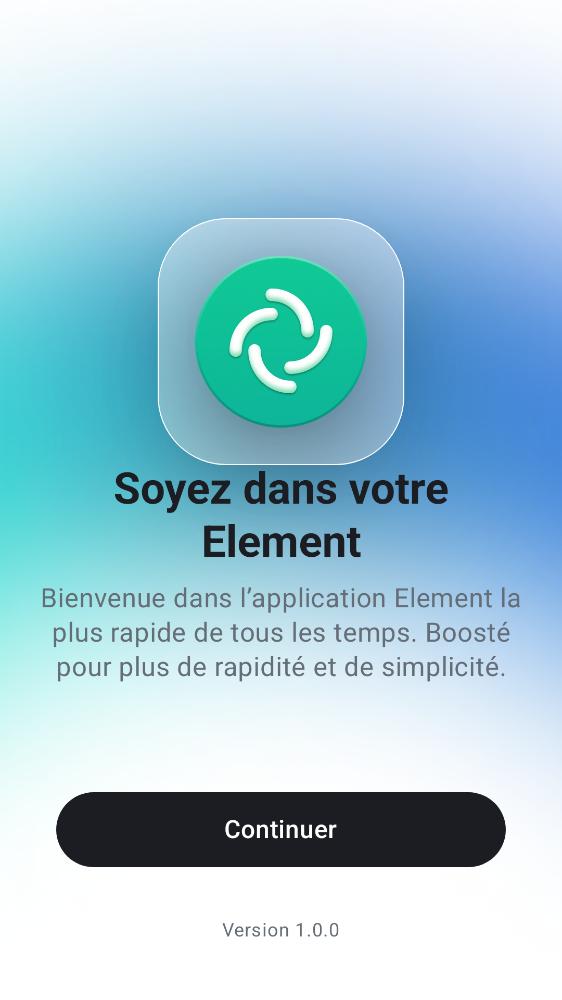 Soyez dans votre
Element
Bienvenue dans l’application Element la
plus rapide de tous les temps. Boosté
pour plus de rapidité et de simplicité.
Continuer
Version 1.0.0